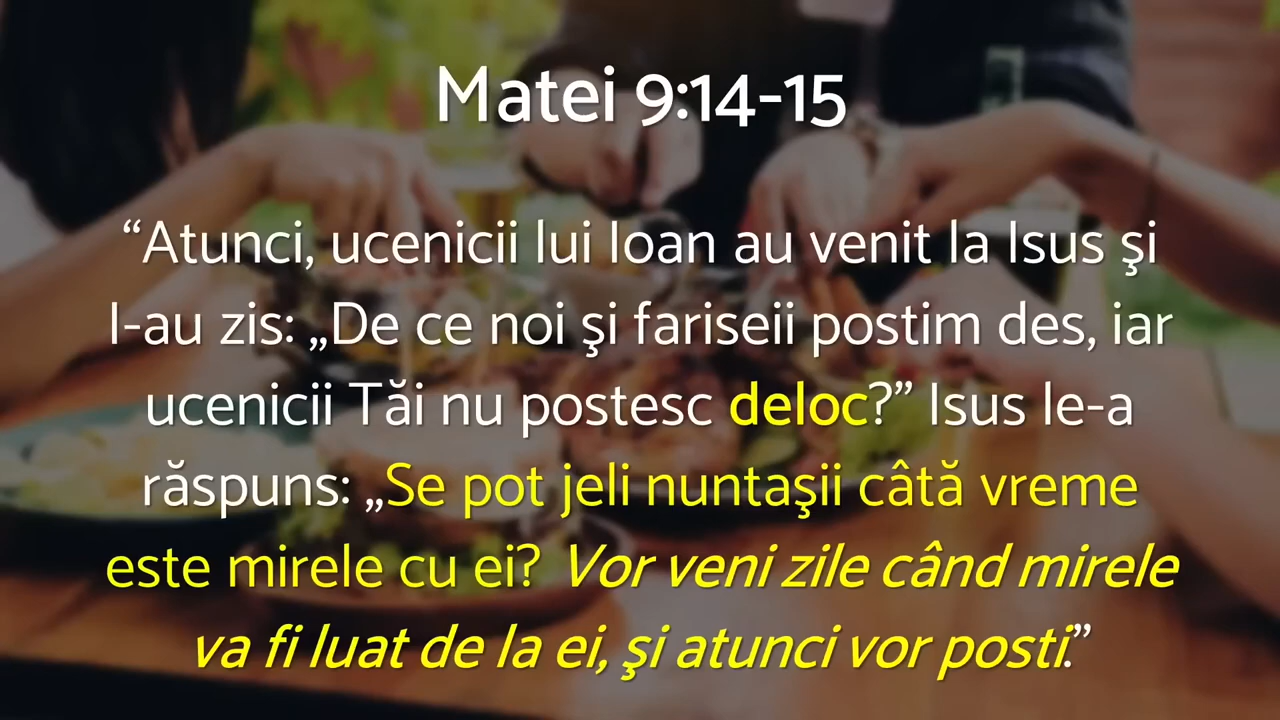 Matei 9:14-15
“Atunci, ucenicii lui Ioan au venit la Isus şi
I-au zis: „De ce noi şi fariseii postim des, iar
ucenicii Tăi nu postesc deloc?” Isus le-a
răspuns: „Se pot jeli nuntaşii câtă vreme
este mirele cu ei? Vor veni zile când mirele
va fi luat de la ei, şi atunci vor posti.”